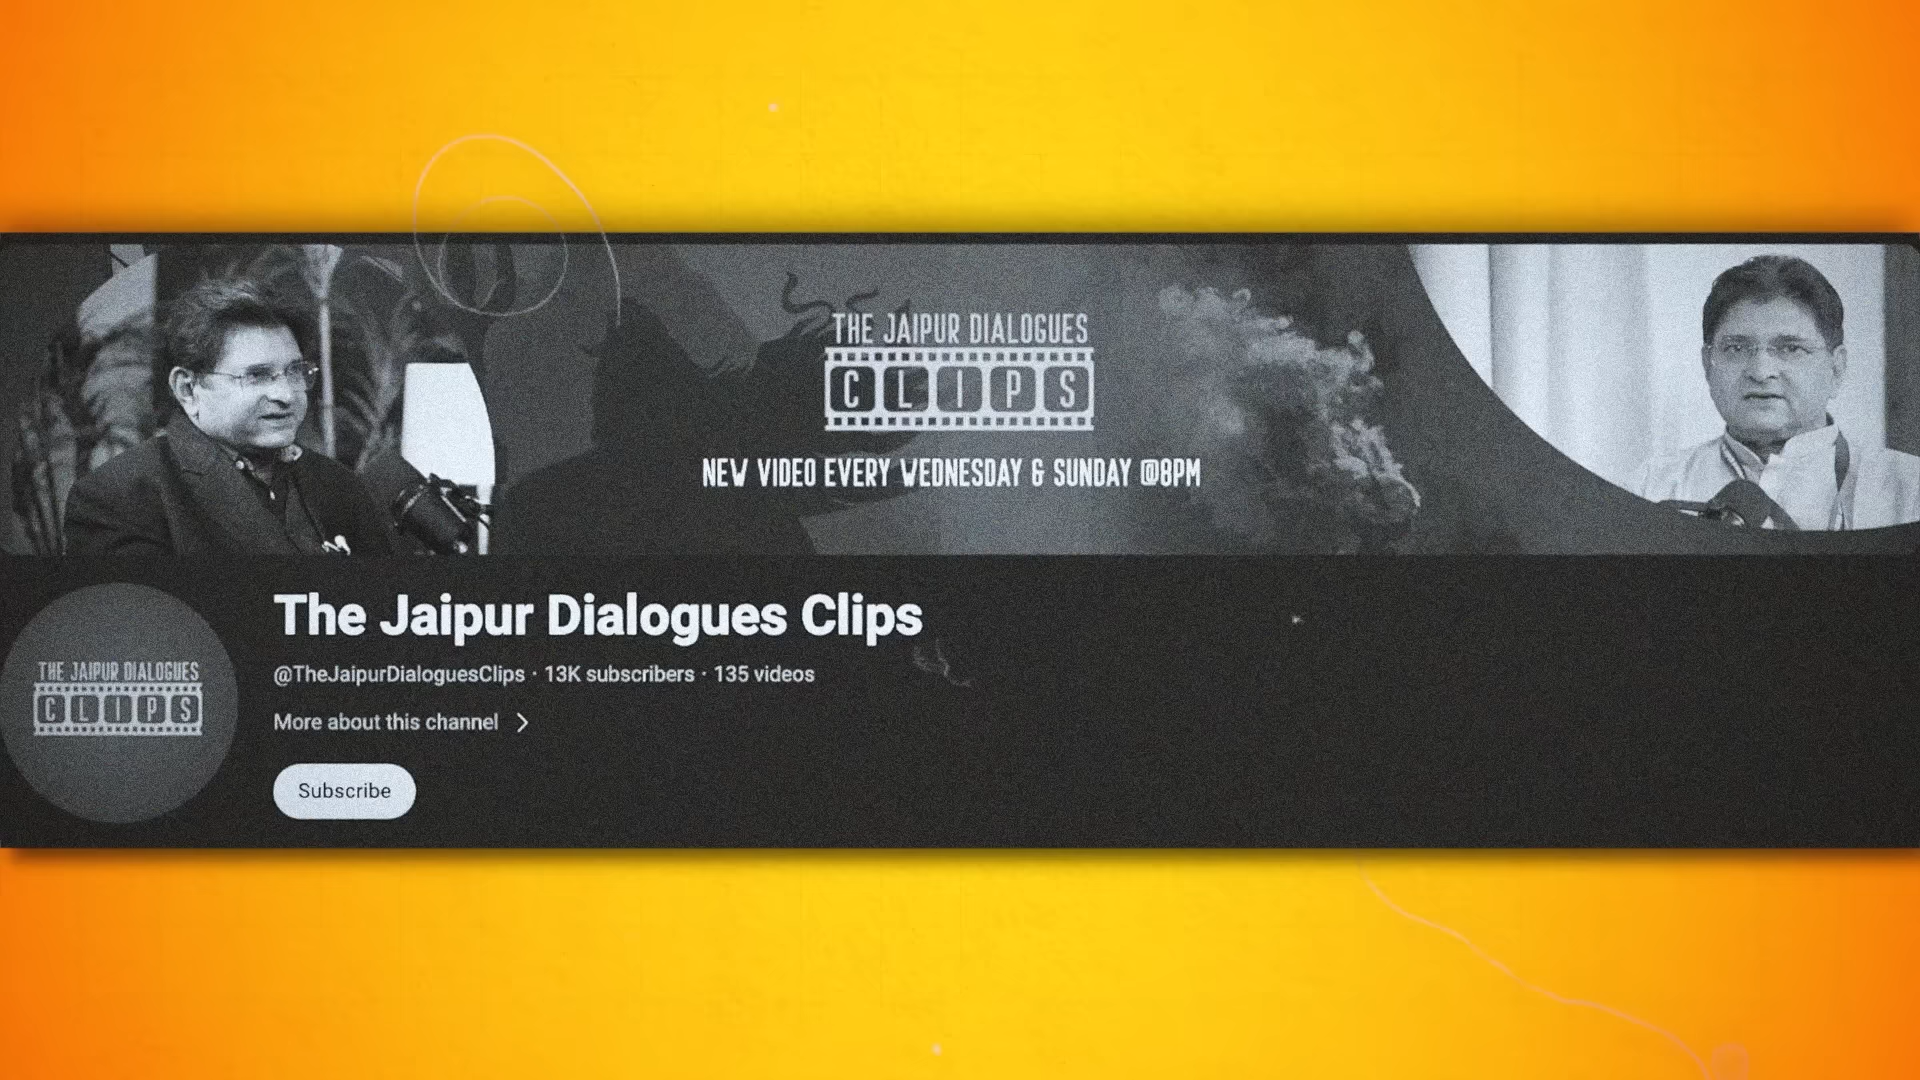 THE JAIPUR DIALOGUES
CLIPS
NEW VIDEO EVERY WEDNESDAY & SUNDAY @8PM
The Jaipur Dialogues Clips
@TheJaipurDialoguesClips · 13K subscribers · 135 videos
More about this channel
Subscribe
THE JAIPUR DIALOGUES
CLIPS